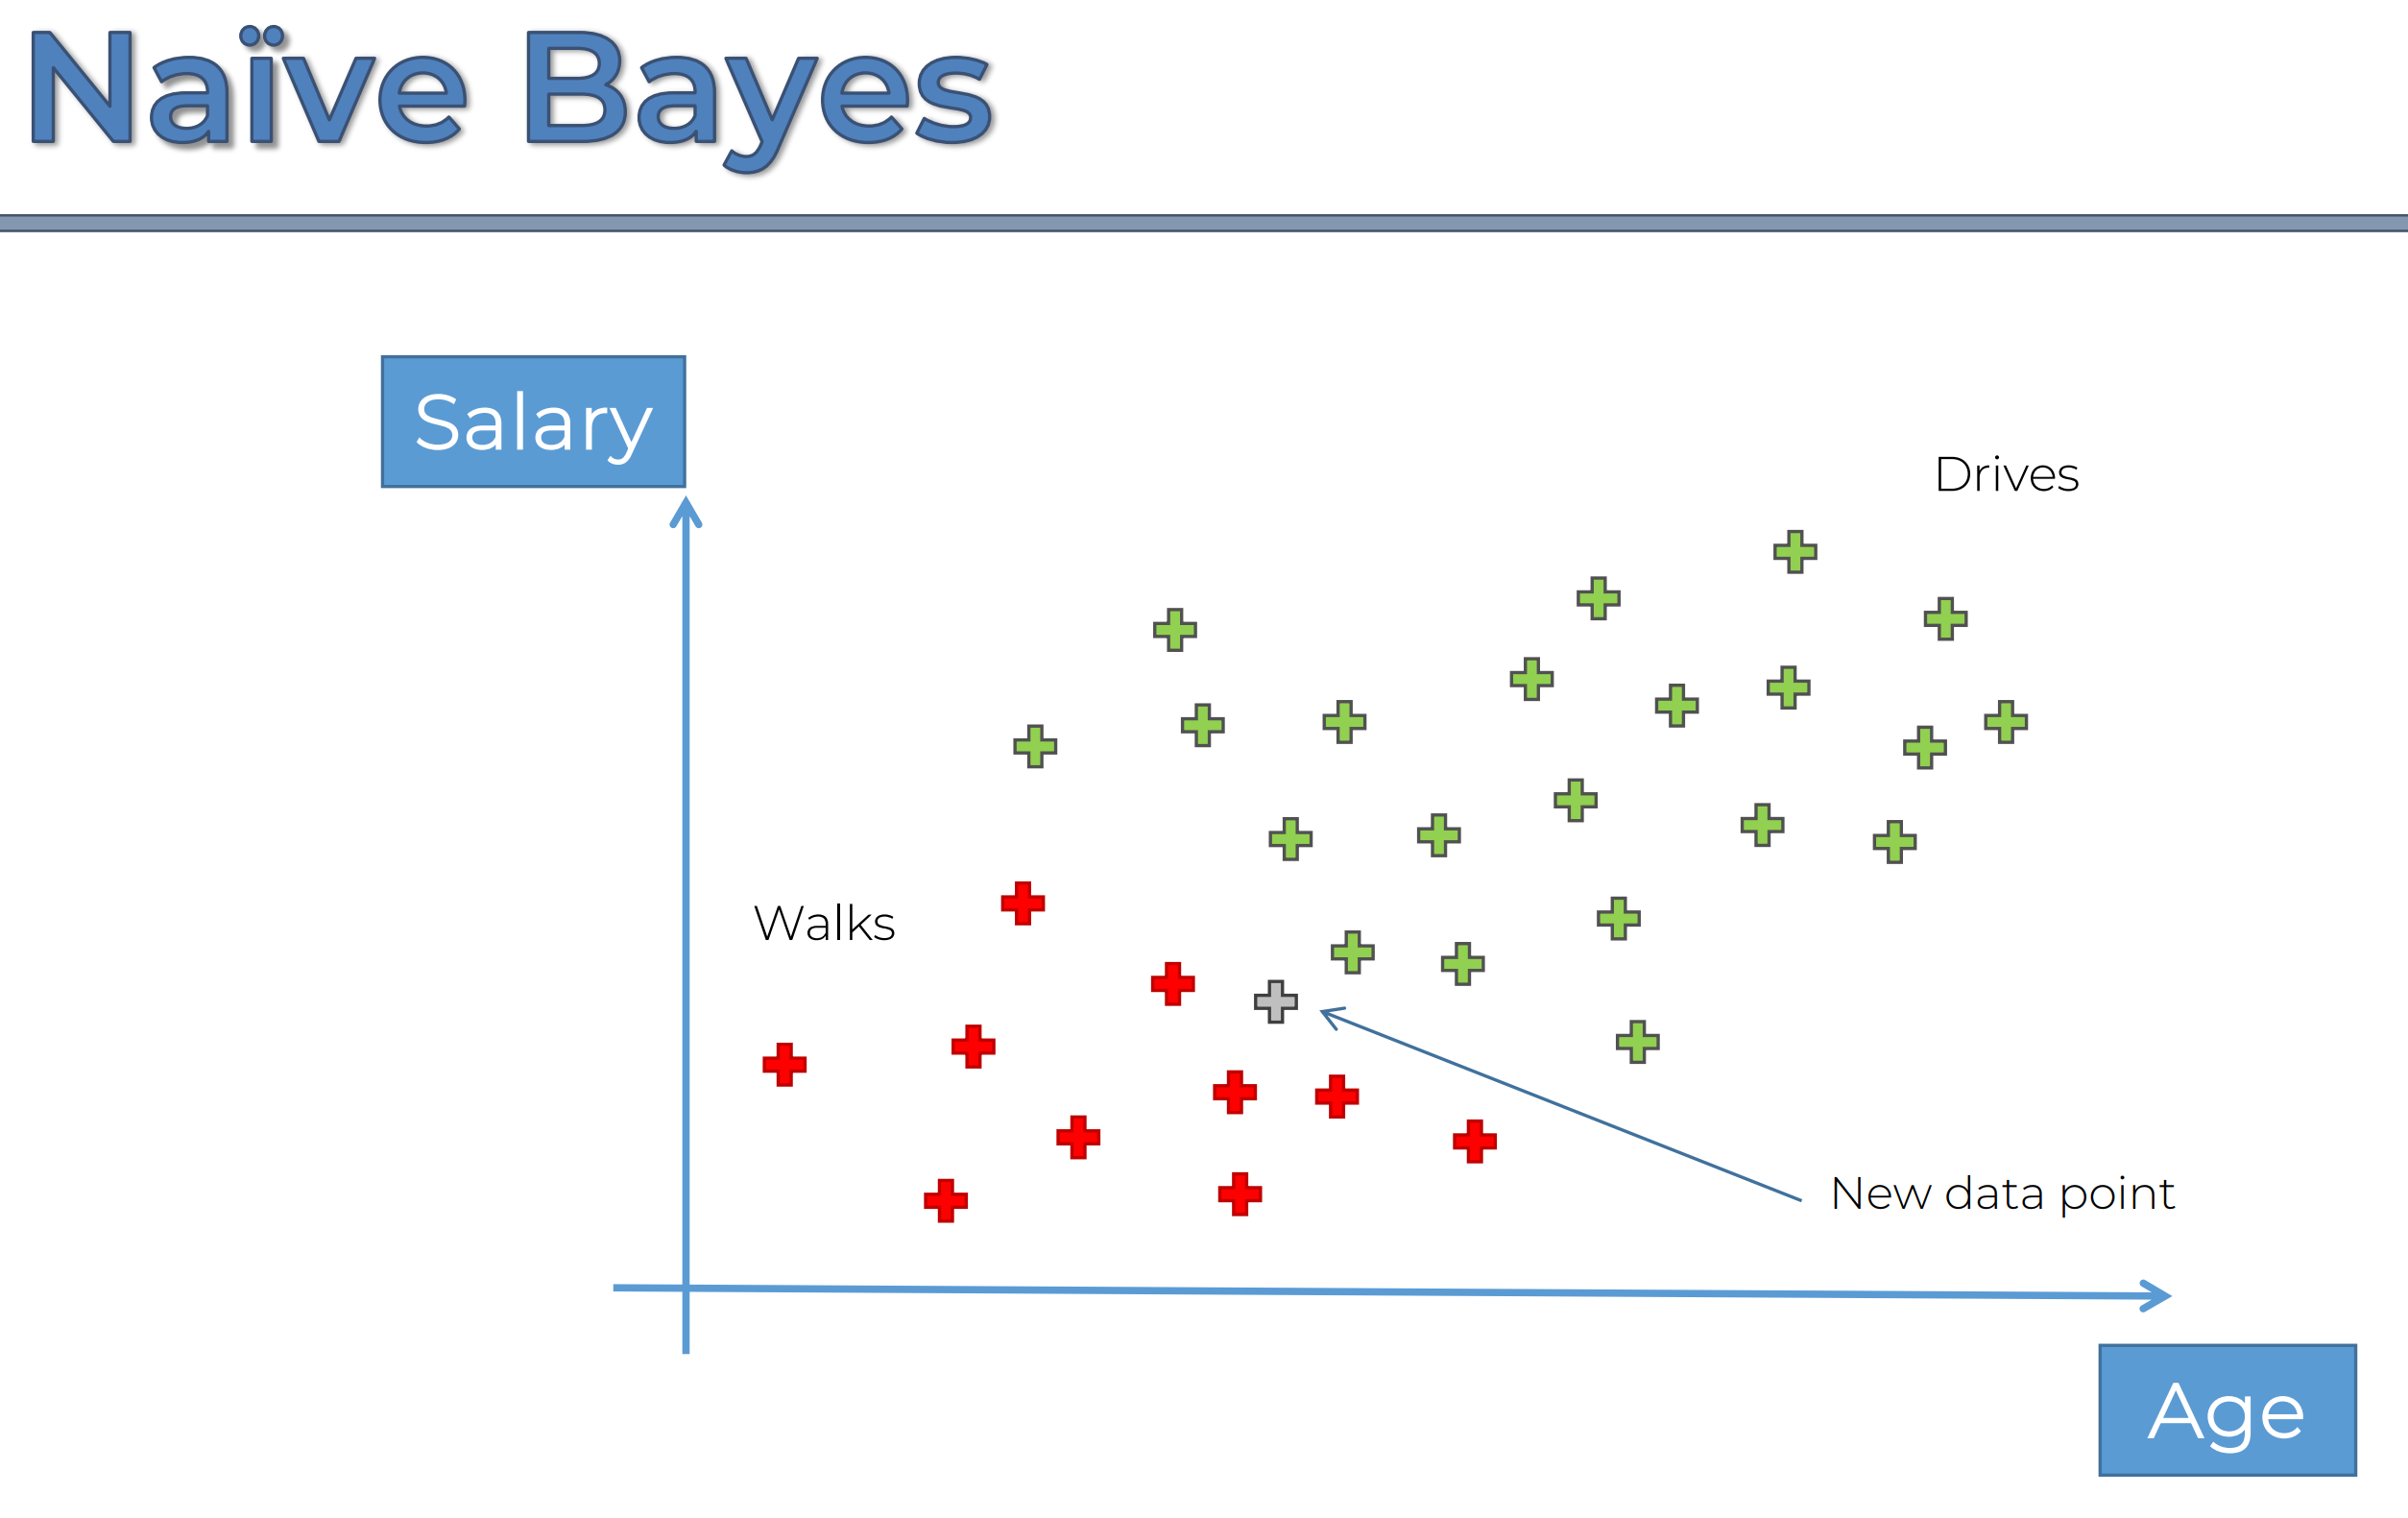 Naïve Bayes
Salary
Drives
Walks
New data point
Age